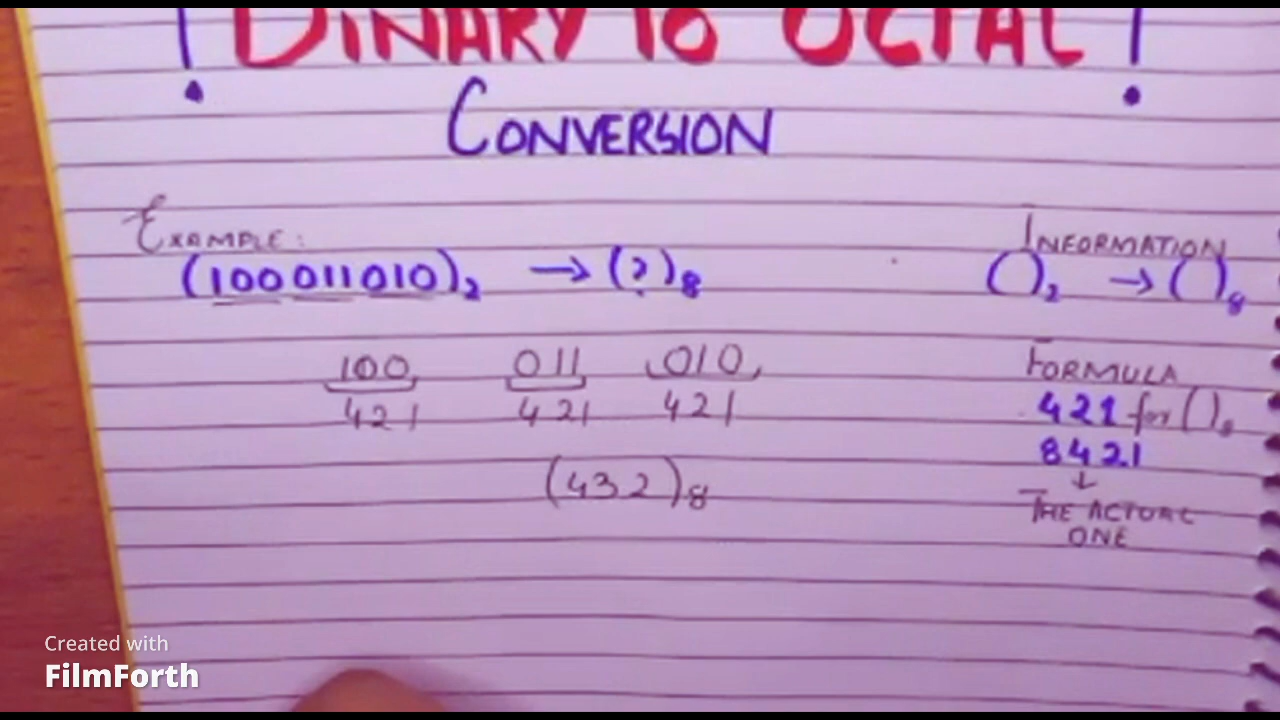 BINARY TO OCTAL
CONVERSION
EXAMPLE:
(100011010)₂ → (?)₈
100 011 010
421 421 421
(432)₈
INFORMATION
()₂ → ()₈
FORMULA
421 for ()₈
8421
↓
THE ACTUAL
ONE
Created with
FilmForth